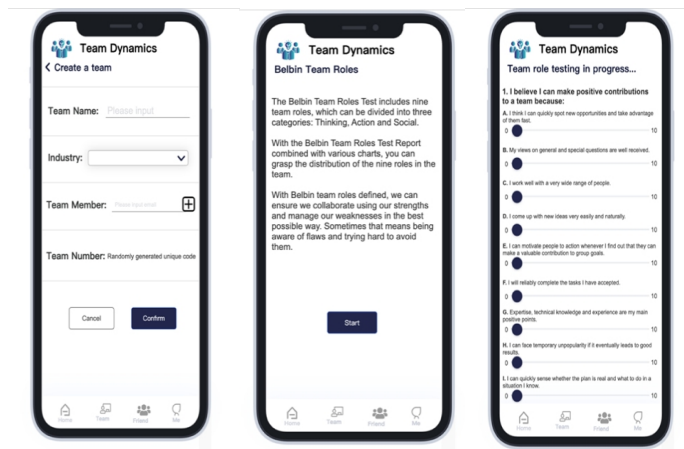 Team Dynamics
Create a team
Team Name: Please input
Industry:
Team Member: Please input name
Team Number: Randomly generated unique code
Cancel
Confirm
Home
Team
Friend
Me
Team Dynamics
Belbin Team Roles
The Belbin Team Roles Test includes nine
team roles, which can be divided into three
categories: Thinking, Action and Social.
With the Belbin Team Roles Test Report
combined with various charts, you can
grasp the distribution of the nine roles in the
team.
With Belbin team roles defined, we can
ensure we collaborate using our strengths
and manage our weaknesses in the best
possible way. Sometimes that means being
aware of flaws and trying hard to avoid
them.
Start
Home
Team
Friend
Me
Team Dynamics
Team role testing in progress...
1. I believe I can make positive contributions
to a team because:
A. I think I can quickly spot new opportunities and take advantage
of them fast.
0 10
B. My views on general and special questions are well received.
0 10
C. I work well with a very wide range of people.
0 10
D. I come up with new ideas very easily and naturally.
0 10
E. I can motivate people to action whenever I find out that they can
make a valuable contribution to group goals.
0 10
F. I will reliably complete the tasks I have accepted.
0 10
G. Expertise, technical knowledge and experience are my main
positive points.
0 10
H. I can face temporary unpopularity if it eventually leads to good
results.
0 10
I. I can quickly sense whether the plan is real and what to do in a
situation I know.
0 10
Home
Team
Friend
Me